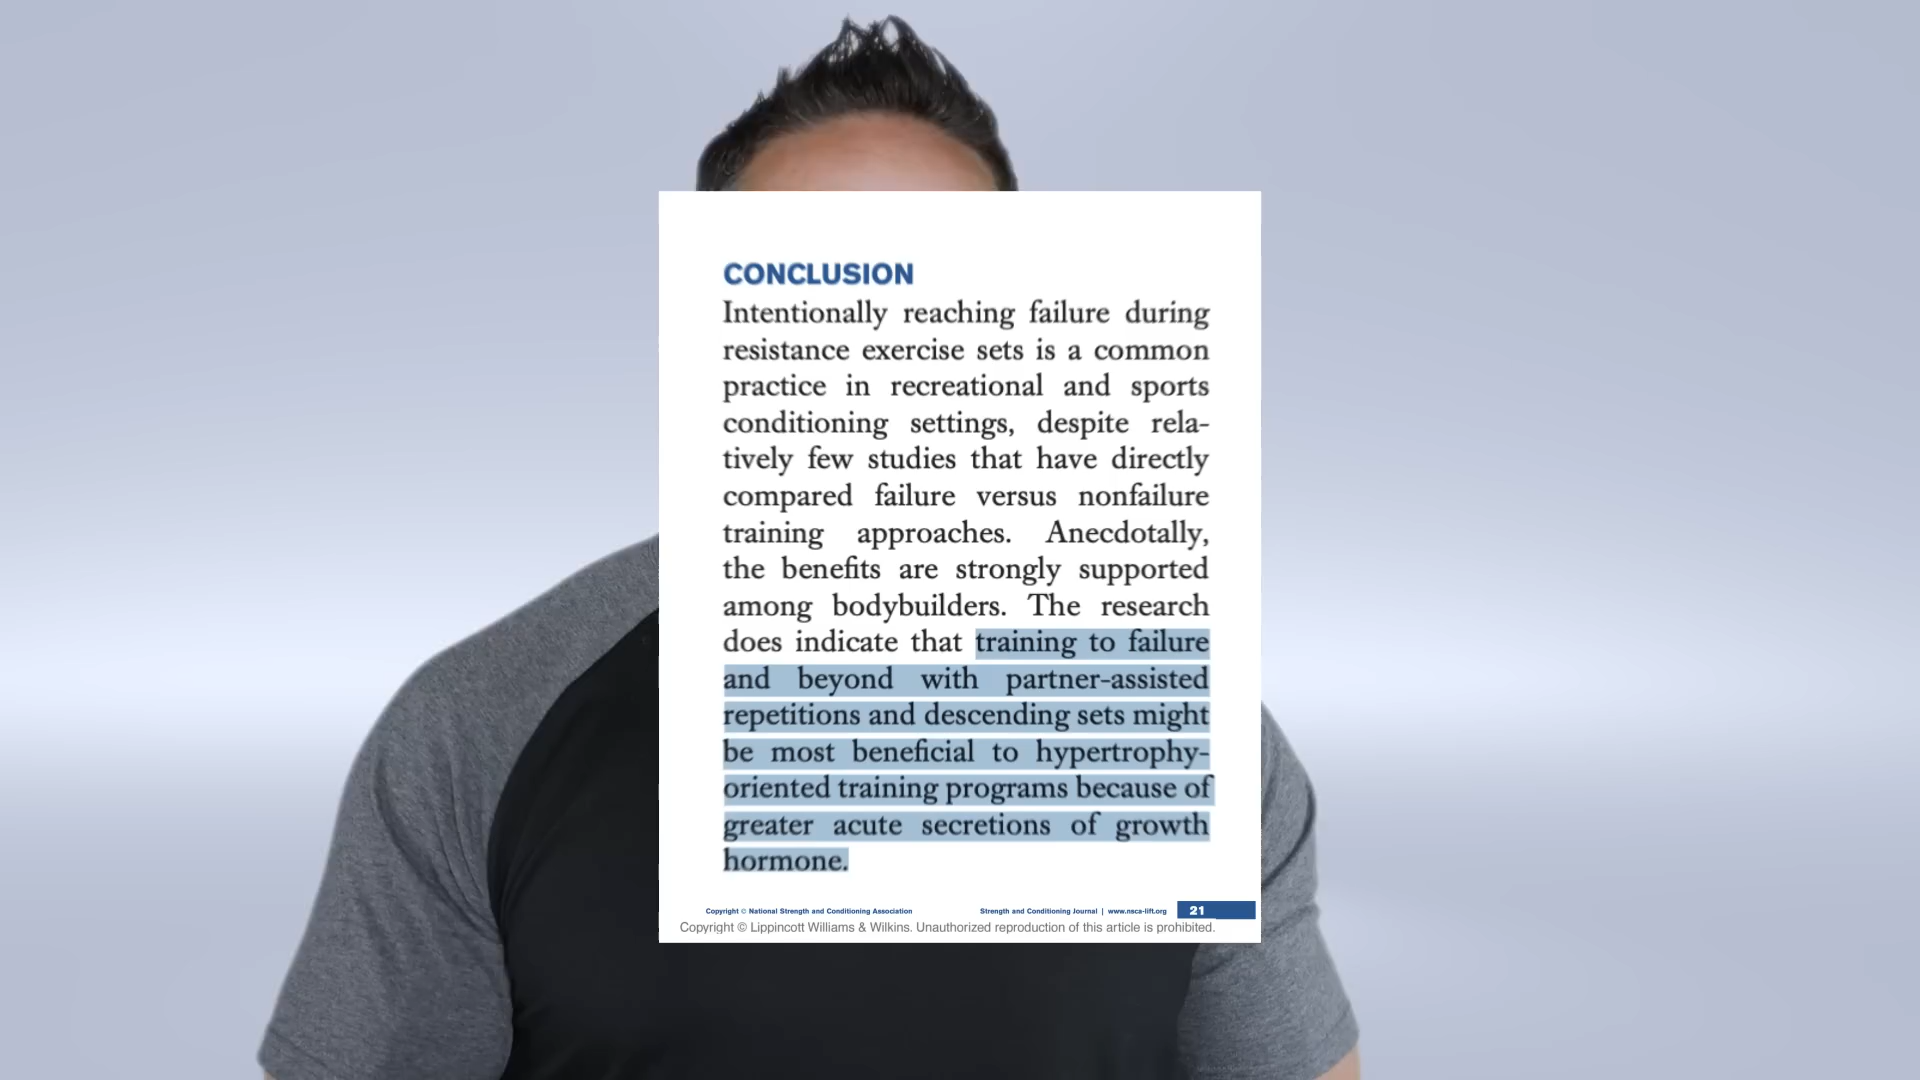 CONCLUSION
Intentionally reaching failure during
resistance exercise sets is a common
practice in recreational and sports
conditioning settings, despite rela-
tively few studies that have directly
compared failure versus nonfailure
training approaches. Anecdotally,
the benefits are strongly supported
among bodybuilders. The research
does indicate that training to failure
and beyond with partner-assisted
repetitions and descending sets might
be most beneficial to hypertrophy-
oriented training programs because of
greater acute secretions of growth
hormone.
Copyright © National Strength and Conditioning Association Strength and Conditioning Journal | www.nsca-lift.org 21
Copyright © Lippincott Williams & Wilkins. Unauthorized reproduction of this article is prohibited.